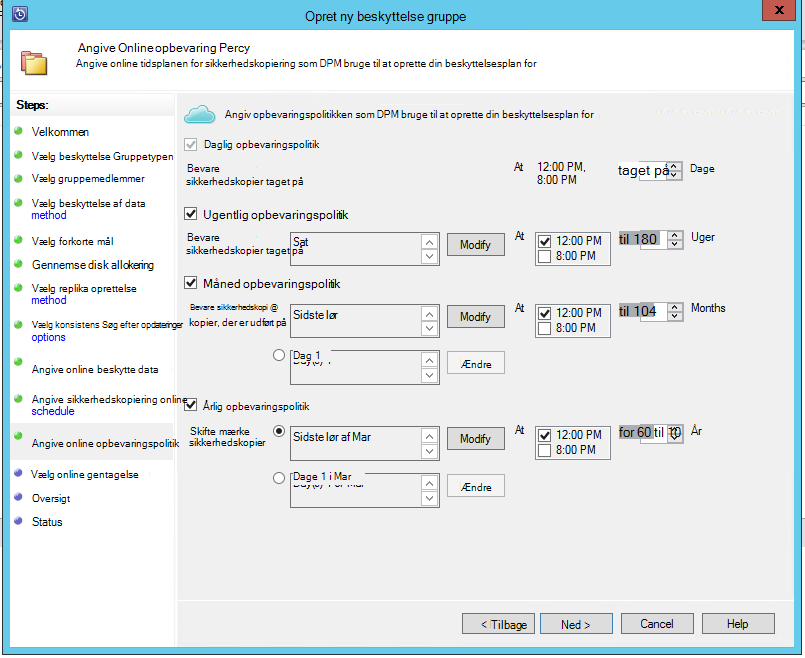 Opret ny beskyttelse gruppe
x
Angive Online opbevaring Percy
Angive online tidsplanen for sikkerhedskopiering som DPM bruge til at oprette din beskyttelsesplan for
Steps:
Velkommen
Vælg beskyttelse Gruppetypen
Vælg gruppemedlemmer
Vælg beskyttelse af data
method
Vælg forkorte mål
Gennemse disk allokering
Vælg replika oprettelse
method
Vælg konsistens Søg efter opdateringer
options
Angive online beskytte data
Angive sikkerhedskopiering online
schedule
Angive online opbevaringspolitik
Vælg online gentagelse
Oversigt
Status
Angiv opbevaringspolitikken som DPM bruge til at oprette din beskyttelsesplan for
Daglig opbevaringspolitik
Bevare
sikkerhedskopier taget på
At
12:00 PM,
8:00 PM
taget på
Dage
Ugentlig opbevaringspolitik
Bevare
sikkerhedskopier taget på
Sat
Modify
At
12:00 PM
8:00 PM
til 180
Uger
Måned opbevaringspolitik
Bevare sikkerhedskopi @
kopier, der er udført på
Sidste lør
Modify
At
12:00 PM
8:00 PM
til 104
Months
Dag 1
Ændre
Årlig opbevaringspolitik
Skifte mærke
sikkerhedskopier
Sidste lør af Mar
Modify
At
12:00 PM
8:00 PM
for 60 til 10
År
Dage 1 i Mar
Ændre
< Tilbage
Ned >
Cancel
Help